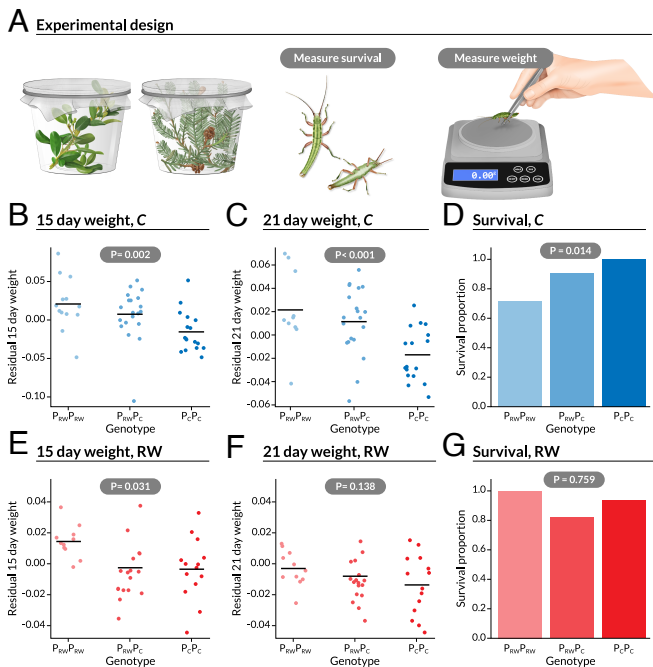 A Experimental design
Measure survival
Measure weight
0.00
B 15 day weight, C
P= 0.002
Residual 15 day weight
0.05
0.00
-0.05
-0.10
PRWPRW PRWPC PCPC
Genotype
C 21 day weight, C
P< 0.001
Residual 21 day weight
0.06
0.04
0.02
0.00
-0.02
-0.04
-0.06
PRWPRW PRWPC PCPC
Genotype
D Survival, C
P = 0.014
Survival proportion
1.0
0.8
0.6
0.4
0.2
0.0
PRWPRW PRWPC PCPC
Genotype
E 15 day weight, RW
P = 0.031
Residual 15 day weight
0.04
0.02
0.00
-0.02
-0.04
PRWPRW PRWPC PCPC
Genotype
F 21 day weight, RW
P = 0.138
Residual 21 day weight
0.04
0.02
0.00
-0.02
-0.04
PRWPRW PRWPC PCPC
Genotype
G Survival, RW
P = 0.759
Survival proportion
1.0
0.8
0.6
0.4
0.2
0.0
PRWPRW PRWPC PCPC
Genotype